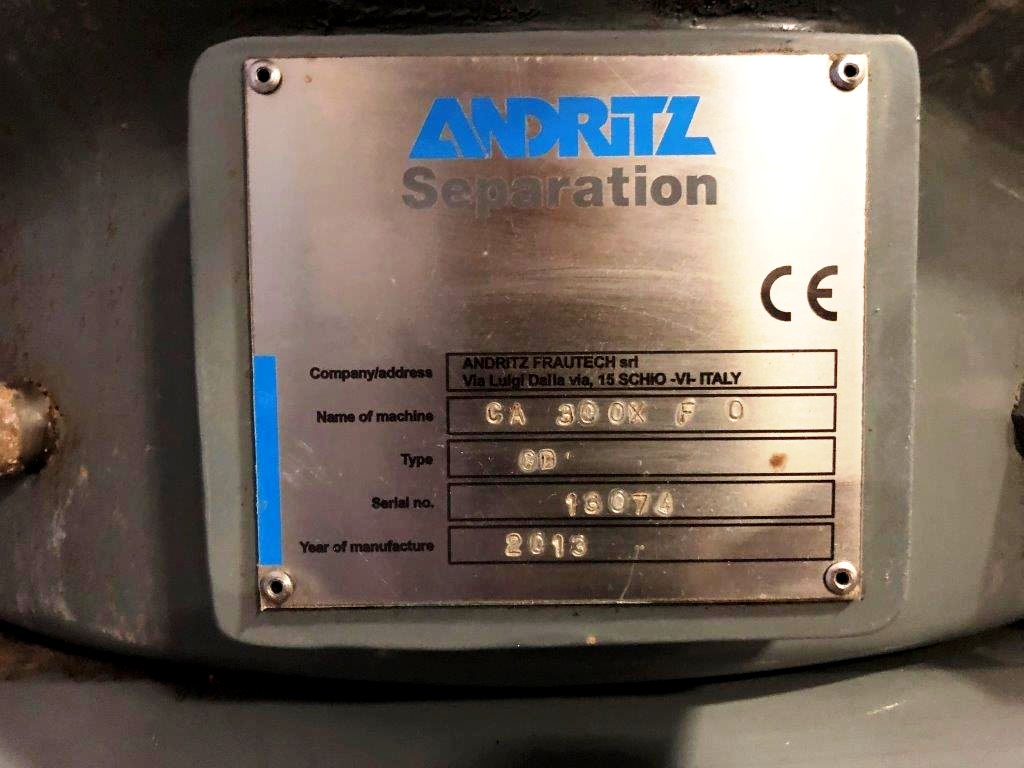 ANDRITZ
Separation
CE
Company/address ANDRITZ FRAUTECH srl
Via Luigi Dalla via, 15 SCHIO -VI- ITALY
Name of machine CA 300X F 0
Type
Serial no. 13074
Year of manufacture 2013